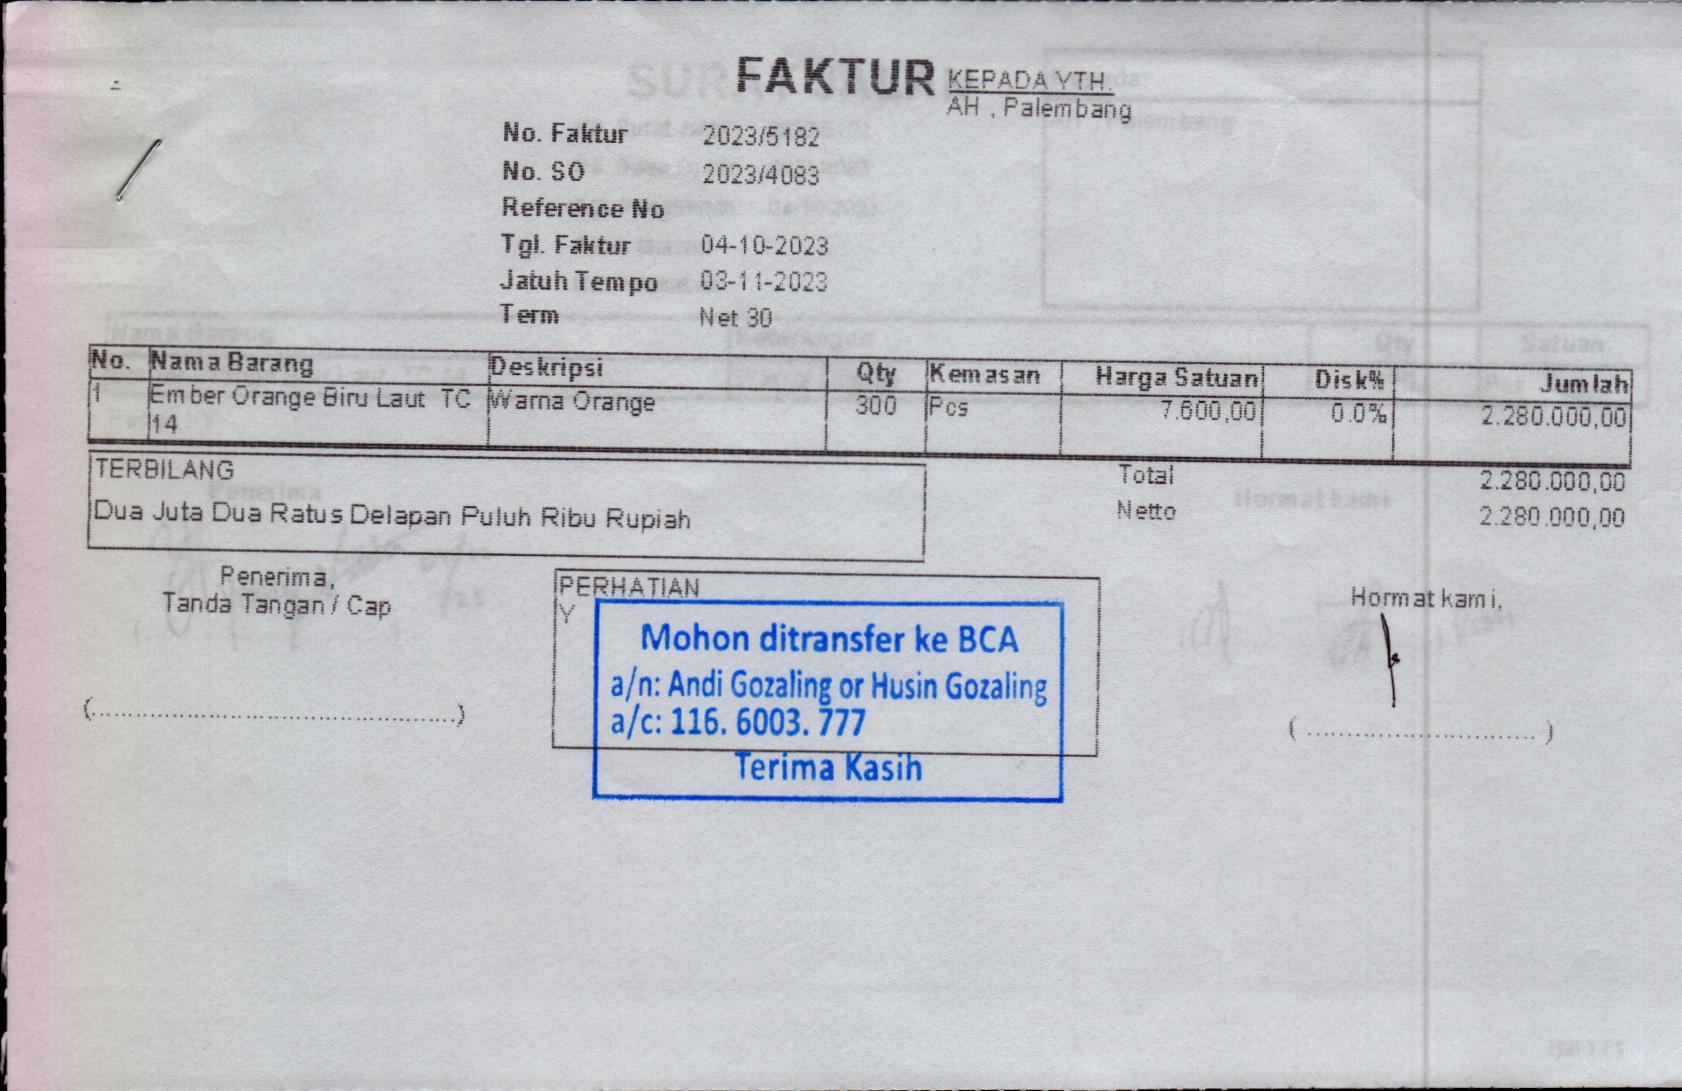 FAKTUR
KEPADA YTH.
AH , Palembang
No. Faktur 2023/5182
No. SO 2023/4083
Reference No
Tgl. Faktur 04-10-2023
Jatuh Tempo 03-11-2023
Term Net 30
No. Nama Barang Deskripsi Qty Kemasan Harga Satuan Disk% Jumlah
1 Ember Orange Biru Laut TC Warna Orange 300 Pcs 7.600,00 0.0% 2.280.000,00
14
TERBILANG Total 2.280.000,00
Dua Juta Dua Ratus Delapan Puluh Ribu Rupiah Netto 2.280.000,00
Penerima,
Tanda Tangan / Cap
PERHATIAN
Y
Mohon ditransfer ke BCA
a/n: Andi Gozaling or Husin Gozaling
a/c: 116. 6003. 777
Terima Kasih
Hormat kami,
(..............................................)
( ............................. )